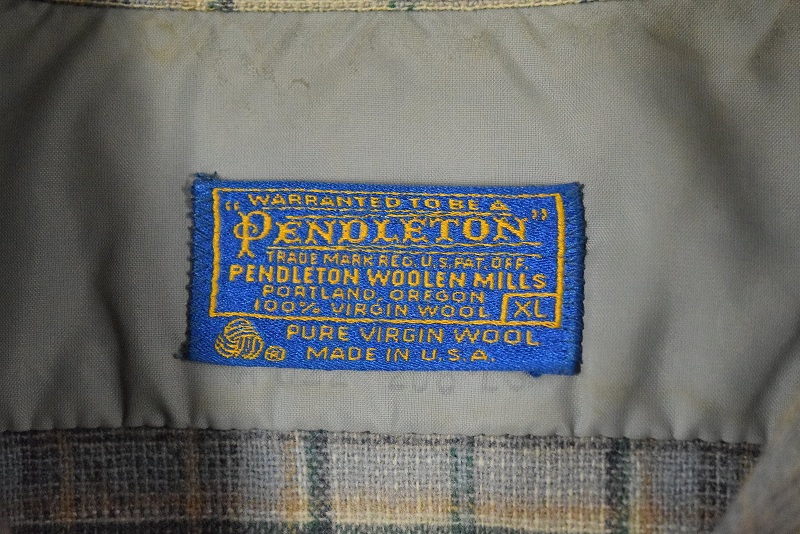 WARRANTED TO BE A
"PENDLETON"
TRADE MARK REG. U.S. PAT. OFF.
PENDLETON WOOLEN MILLS
PORTLAND, OREGON
100% VIRGIN WOOL XL
PURE VIRGIN WOOL
® MADE IN U.S.A.